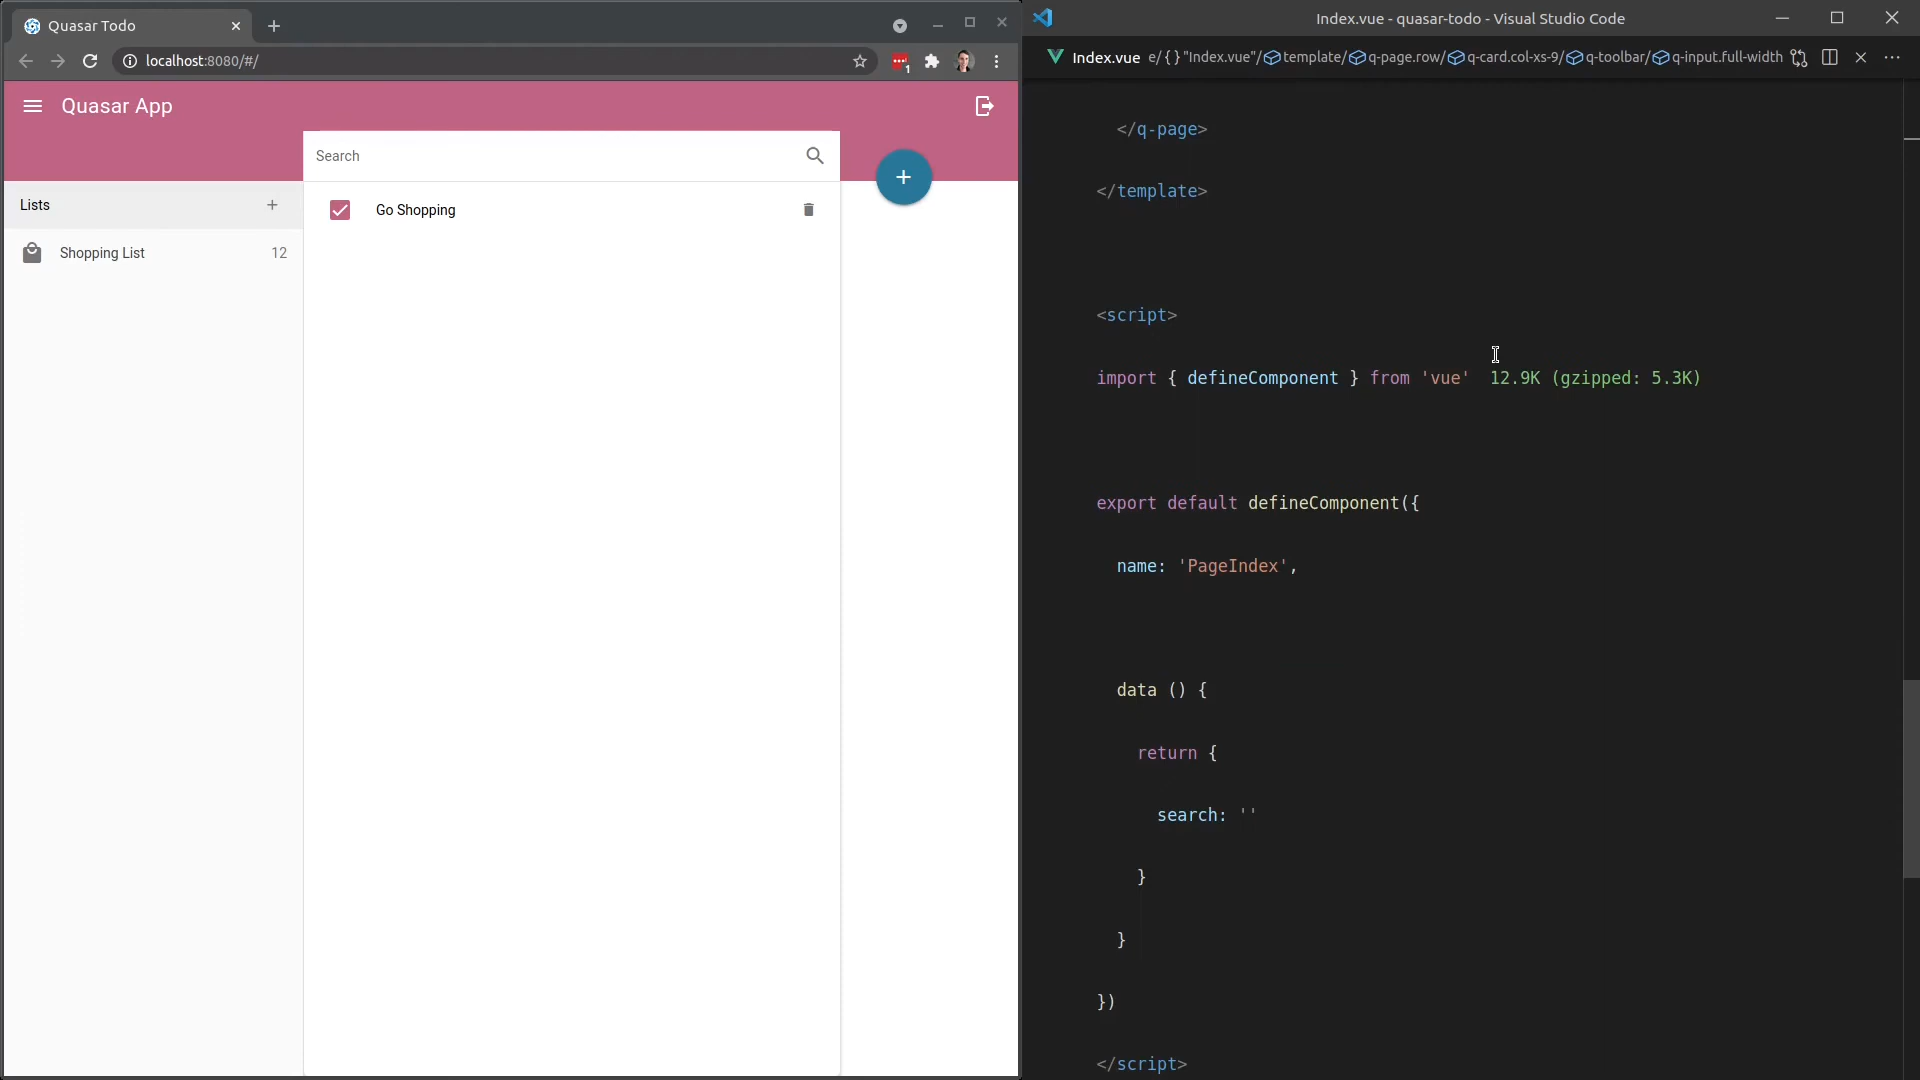 Quasar Todo
localhost:8080/#/
1
Quasar App
Search
Lists
Go Shopping
Shopping List
12
Index.vue - quasar-todo - Visual Studio Code
Index.vue e/{}"Index.vue"/template/q-page.row/q-card.col-xs-9/q-toolbar/q-input.full-width
</q-page>
</template>
<script>
import { defineComponent } from 'vue' 12.9K (gzipped: 5.3K)
export default defineComponent({
name: 'PageIndex',
data () {
return {
search: ''
}
}
})
</script>